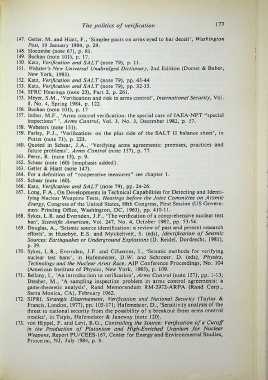 The politics of verification 177
147. Getler, M. and Hiatt, F., 'Simpler pacts on arms eyed to bar deceit', Washington
Post, 19 January 1984, p. 29.
148. Slocombe (note 67), p. 81.
149. Buchan (note 101), p. 17.
150. Katz, Verification and SALT (note 79), p. 11.
151. Webster's New Universal Unabridged Dictionary, 2nd Edition (Dorset & Baber,
New York, 1983).
152. Katz, Verification and SALT (note 79), pp. 43-44
153. Katz, Verification and SALT (note 79), pp. 32-35.
154. SFRC Hearings (note 23), Part 2, p. 261.
155. Meyer, S.M., 'Verification and risk in arms control', International Security, Vol.
8, No. 4, Spring 1984, p. 122.
156. Buchan (note 101), p. 17
157. Imber, M.F., 'Arms control verification: the special case of IAEA-NPT "special
inspections" ', Arms Control, Vol. 3, No. 3, December 1982, p. 57.
158. Websters (note 151).
159. Farley, P.J., 'Verification: on the plus side of the SALT II balance sheet', in
Potter (note 71), p. 223.
160. Quoted in Schear, J.A., 'Verifying arms agreements: premises, practices and
future problems', Arms Control (note 157), p. 77.
161. Perry, R. (note 15), p. 9.
162. Schear (note 160) [emphasis added].
163. Getler & Hiatt (note 147).
164. For a definition of "cooperative measures" see chapter 1.
165. Schear (note 160).
166. Katz, Verification and SALT (note 79), pp. 24-26.
167. Long, F.A., On Developments in Technical Capabilities for Detecting and Identi-
fying Nuclear Weapons Tests, Hearings before the Joint Committee on Atomic
Energy, Congress of the United States, 88th Congress, First Session (US Govern-
ment Printing Office, Washington, DC, 1963), pp. 410-11.
168. Sykes, L.R. and Evernden, J.F., 'The verification of a comprehensive nuclear test
ban', Scientific American, Vol. 247, No. 4, October 1982, pp. 55-54.
169. Douglas, A., 'Seismic source identification: a review of past and present research
efforts', in Husebye, E.S. and Mykkeltveit, S. (eds), Identification of Seismic
Sources: Earthquake or Underground Explosion (D. Reidel, Dordrecht, 1981),
p. 39.
170. Sykes, L.R., Evernden, J.F. and Cifuentes, I., 'Seismic methods for verifying
nuclear test bans', in Hafemeister, D.W. and Schroeer, D. (eds), Physics,
Technology and the Nuclear Arms Race, AIP Conference Proceedings, No. 104
(American Institute of Physics, New York, 1983), p. 109.
171. Bellany, I., 'An introduction to verification', Arms Control (note 157), pp. 1-13;
Dresher, M., 'A sampling inspection problem in arms control agreements: a
game-theoretic analysis', Rand Memorandum RM-2972-ARPA (Rand Corp.,
Santa Monica, CA), February 1962.
172. SIPRI, Strategic Disarmament, Verification and National Security (Taylor &
Francis, London, 1977), pp. 105-171; Hafemeister, D., 'Sensitivity analysis of the
threat to national security from the possibility of a breakout from arms control
treaties', in Tsipis, Hafemeister & Janeway (note 120).
173. von Hippel, F. and Levi, B.G., Controlling the Source: Verification of a Cutoff
in the Production of Plutonium and High-Enriched Uranium for Nuclear
Weapons, Report PU/CEES-167, Center for Energy and Environmental Studies,
Princeton, NJ, July 1984, p. 9.